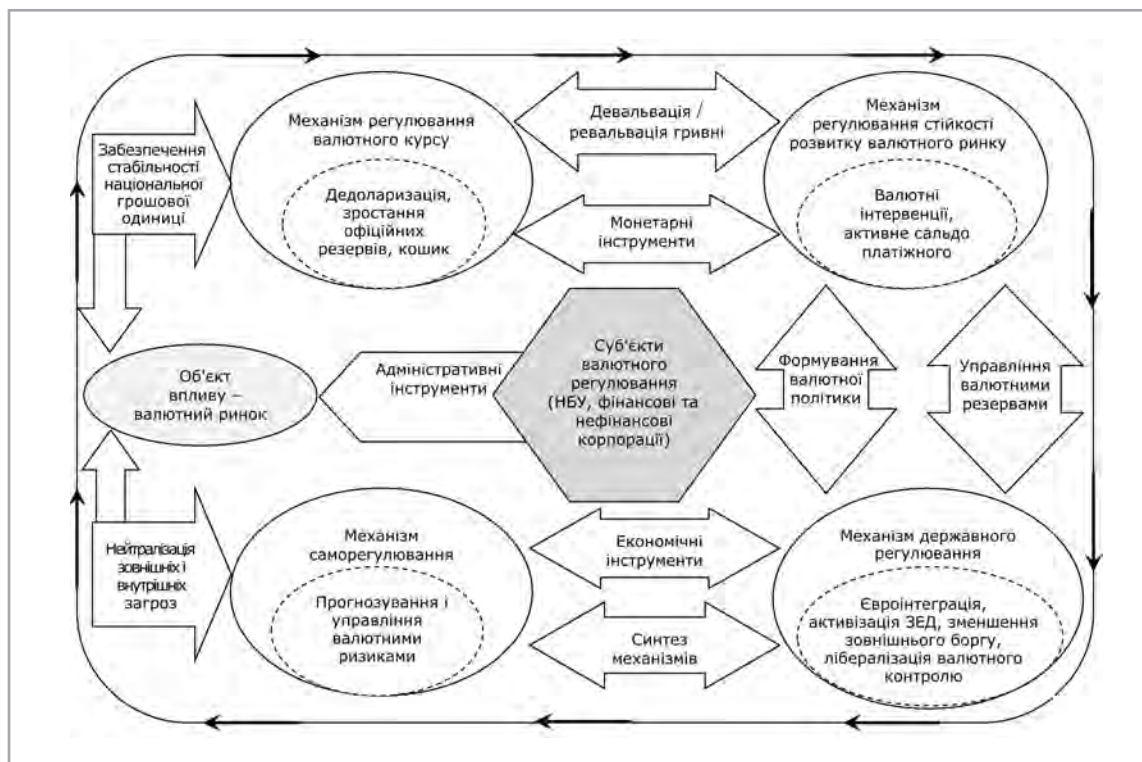 Забезпечення
стабільності
національної
грошової
одиниці
Механізм регулювання
валютного курсу
Дедоларизація,
зростання
офіційних
резервів, кошик
Девальвація /
ревальвація гривні
Монетарні
інструменти
Механізм
регулювання стійкості
розвитку валютного ринку
Валютні
інтервенції,
активне сальдо
платіжного
Об'єкт
впливу –
валютний ринок
Адміністративні
інструменти
Суб'єкти
валютного
регулювання
(НБУ, фінансові та
нефінансові
корпорації)
Формування
валютної
політики
Управління
валютними
резервами
Нейтралізація
зовнішніх і
внутрішніх
загроз
Механізм
саморегулювання
Прогнозування і
управління
валютними
ризиками
Економічні
інструменти
Синтез
механізмів
Механізм державного
регулювання
Євроінтеграція,
активізація ЗЕД, зменшення
зовнішнього боргу,
лібералізація валютного
контролю